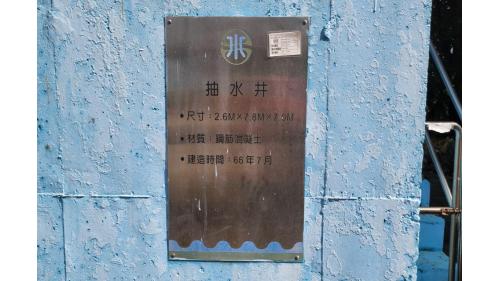 抽水井
•尺寸：2.6M×7.8M×7.5M
•材質：鋼筋混凝土
•建造時間：66年7月